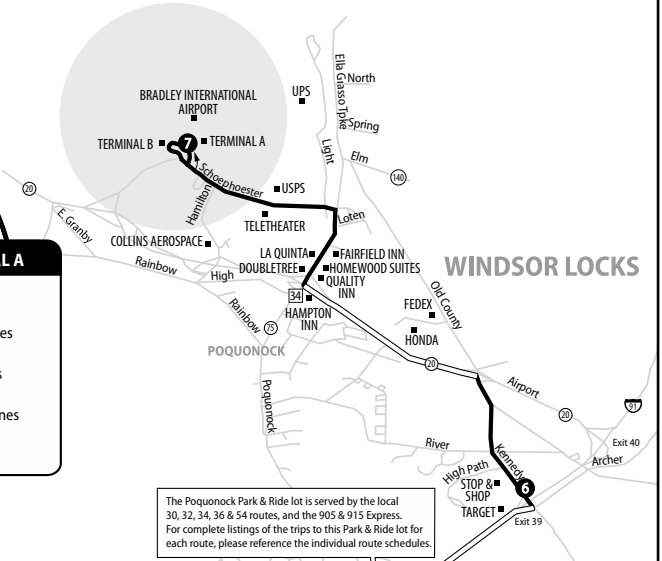 BRADLEY INTERNATIONAL
AIRPORT
UPS
Ella Grasso Tpke
North
Spring
TERMINAL B
7
TERMINAL A
Light
Elm
140
20
Schoephoester
USPS
Hamilton
TELETHEATER
Loten
E. Granby
COLLINS AEROSPACE
L A
Rainbow
High
LA QUINTA
DOUBLETREE
FAIRFIELD INN
HOMEWOOD SUITES
QUALITY
INN
WINDSOR LOCKS
34
HAMPTON
INN
Old County
FEDEX
HONDA
Rainbow
75
POQUONOCK
20
es
s
nes
Poquonock
Airport
20
91
River
Exit 40
Archer
High Path
Kennedy
STOP &
SHOP
6
TARGET
Exit 39
The Poquonock Park & Ride lot is served by the local
30, 32, 34, 36 & 54 routes, and the 905 & 915 Express.
For complete listings of the trips to this Park & Ride lot for
each route, please reference the individual route schedules.